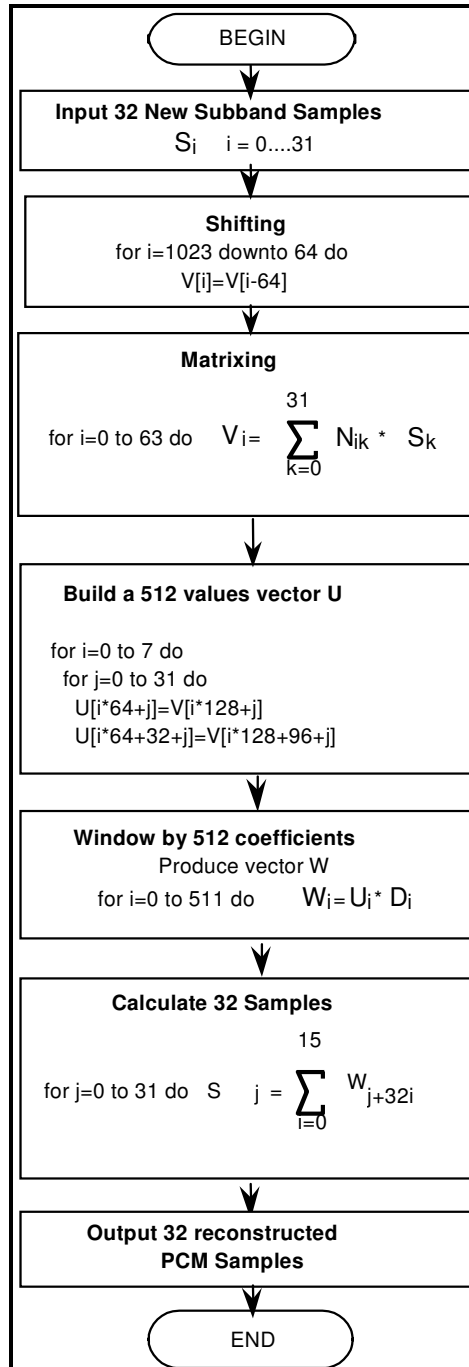 BEGIN
Input 32 New Subband Samples
Si i = 0....31
Shifting
for i=1023 downto 64 do
V[i]=V[i-64]
Matrixing
31
for i=0 to 63 do Vi= ∑ Nik * Sk
k=0
Build a 512 values vector U
for i=0 to 7 do
for j=0 to 31 do
U[i*64+j]=V[i*128+j]
U[i*64+32+j]=V[i*128+96+j]
Window by 512 coefficients
Produce vector W
for i=0 to 511 do Wi=Ui* Di
Calculate 32 Samples
15
for j=0 to 31 do S j = ∑ Wj+32i
i=0
Output 32 reconstructed
PCM Samples
END